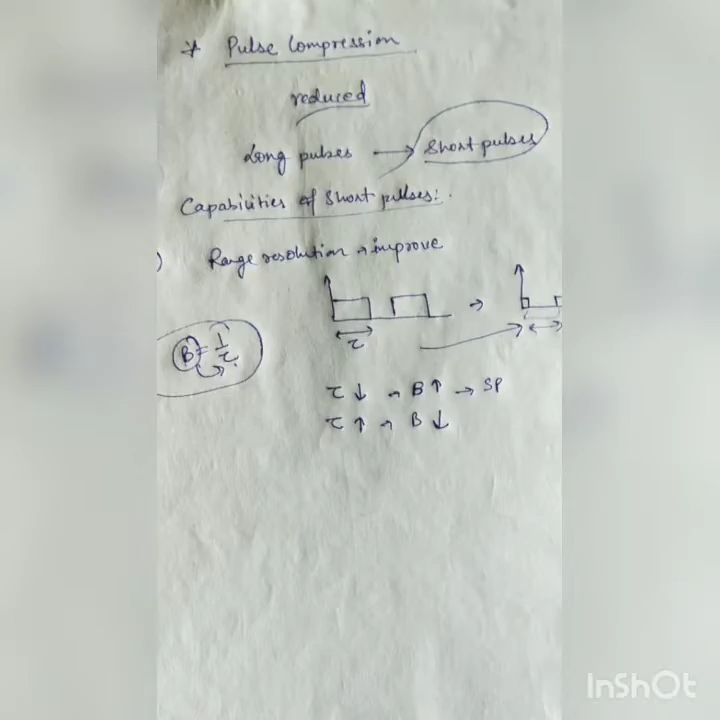 * Pulse Compression
reduced
Long pulses → Short pulses
Capabilities of Short pulses:.
) Range resolution → improve
τ
B = 1/τ
τ ↓ → B ↑ → SP
τ ↑ → B ↓
InShOt